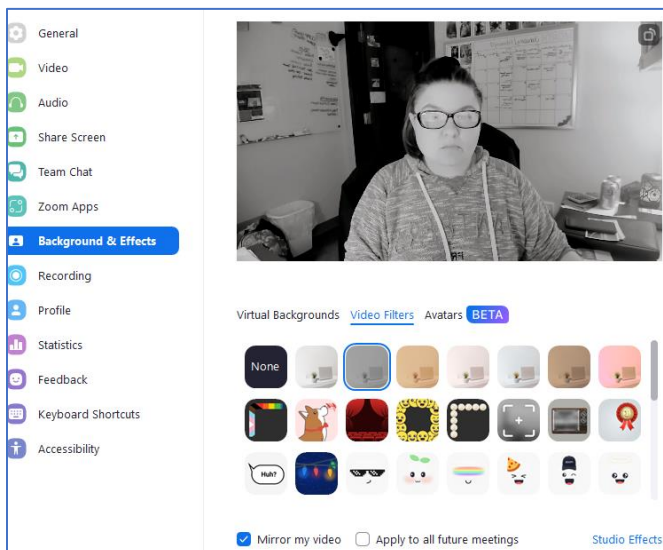 General
Video
Audio
Share Screen
Team Chat
Zoom Apps
Background & Effects
Recording
Profile
Statistics
Feedback
Keyboard Shortcuts
Accessibility
Virtual Backgrounds Video Filters Avatars BETA
None
Huh?
Mirror my video Apply to all future meetings
Studio Effects